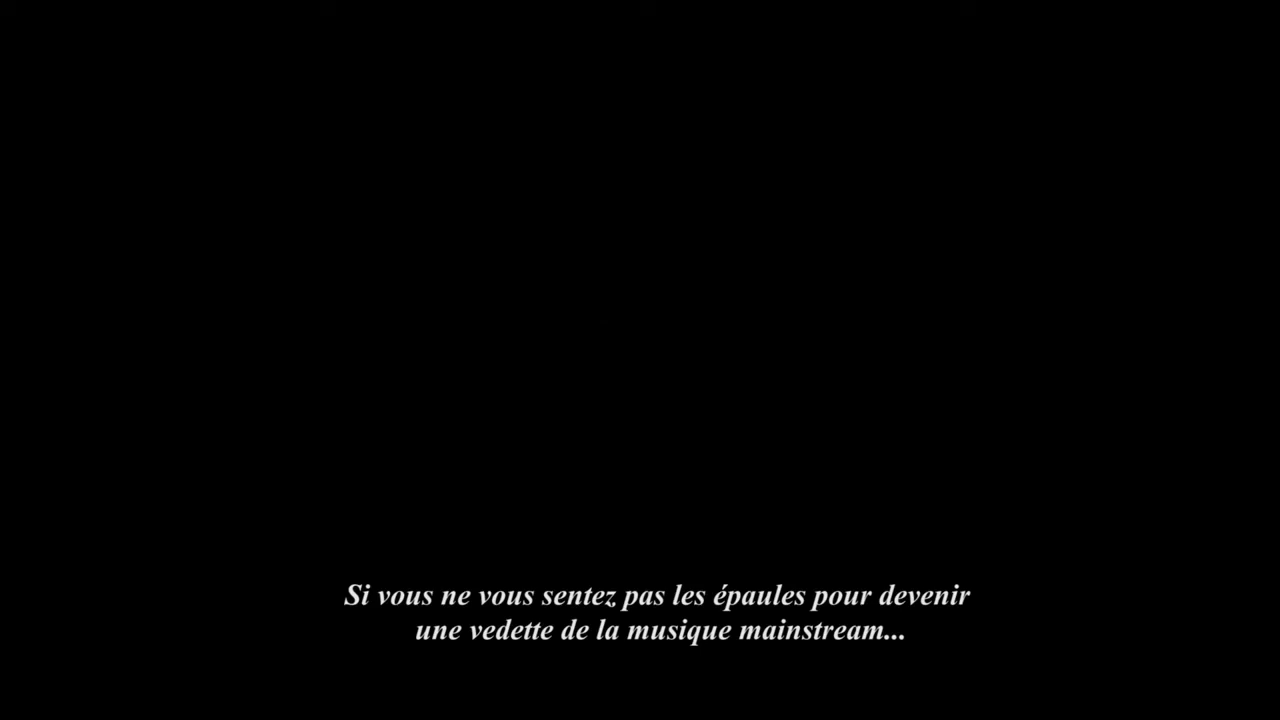 Si vous ne vous sentez pas les épaules pour devenir
une vedette de la musique mainstream...